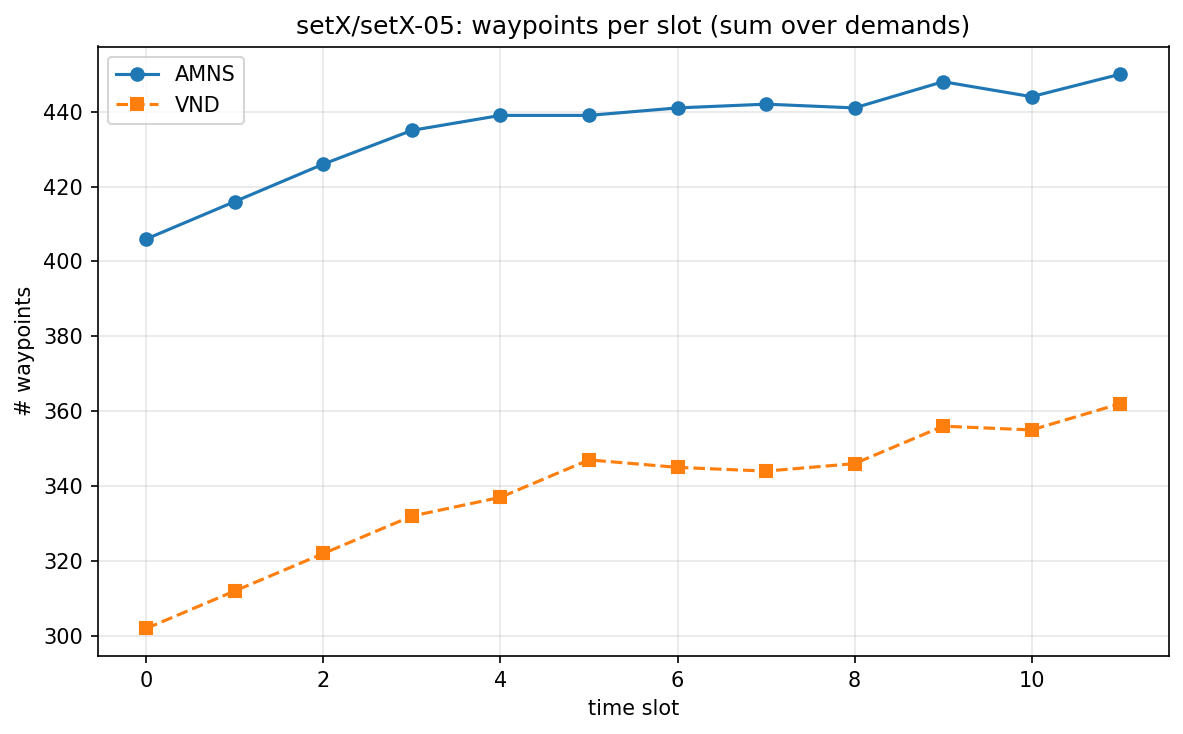 setX/setX-05: waypoints per slot (sum over demands)
AMNS
VND
# waypoints
440
420
400
380
360
340
320
300
0 2 4 6 8 10
time slot